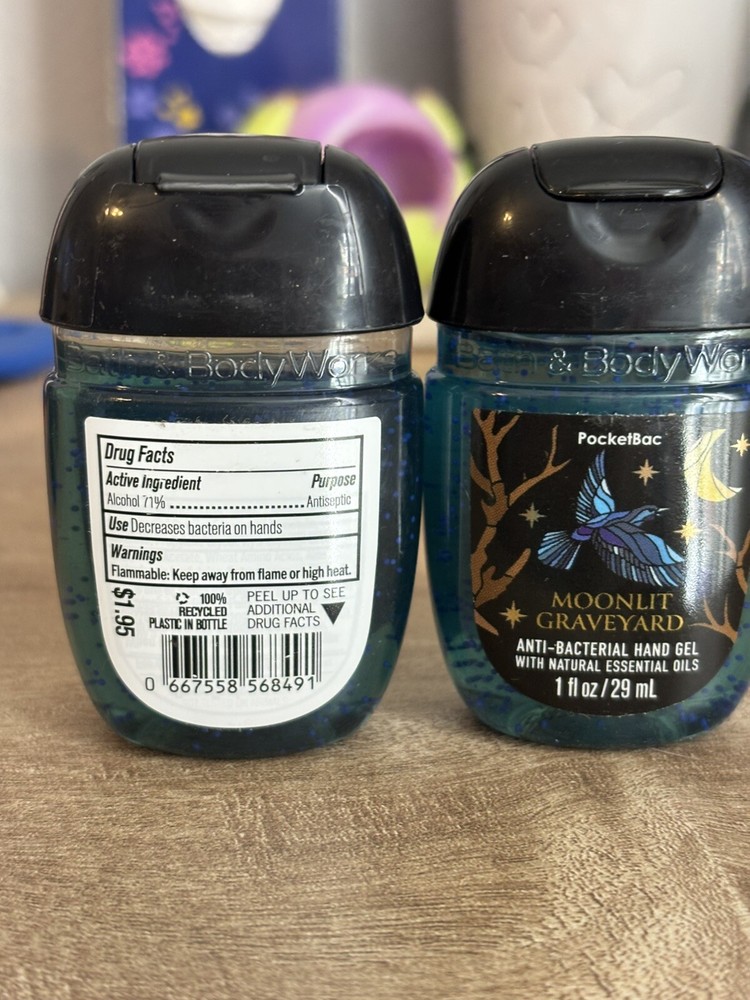 Bath & BodyWorks
Drug Facts
Active Ingredient Purpose
Alcohol 71% ........................ Antiseptic
Use Decreases bacteria on hands
Warnings
Flammable: Keep away from flame or high heat.
$1.95
100%
RECYCLED
PLASTIC IN BOTTLE
PEEL UP TO SEE
ADDITIONAL
DRUG FACTS
0 667558 568491
Bath & BodyWor
PocketBac
MOONLIT
GRAVEYARD
ANTI-BACTERIAL HAND GEL
WITH NATURAL ESSENTIAL OILS
1 fl oz / 29 mL